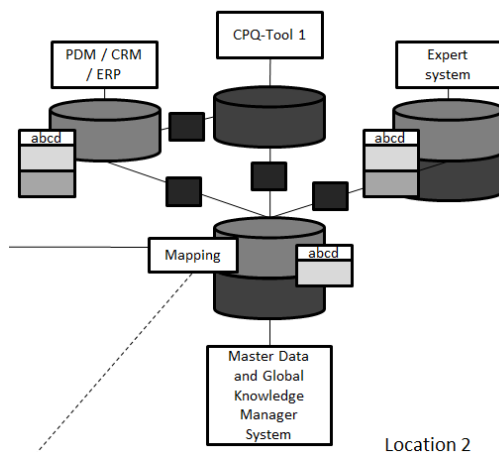 PDM / CRM
/ ERP
CPQ-Tool 1
Expert
system
abcd
abcd
Mapping
abcd
Master Data
and Global
Knowledge
Manager
System
Location 2